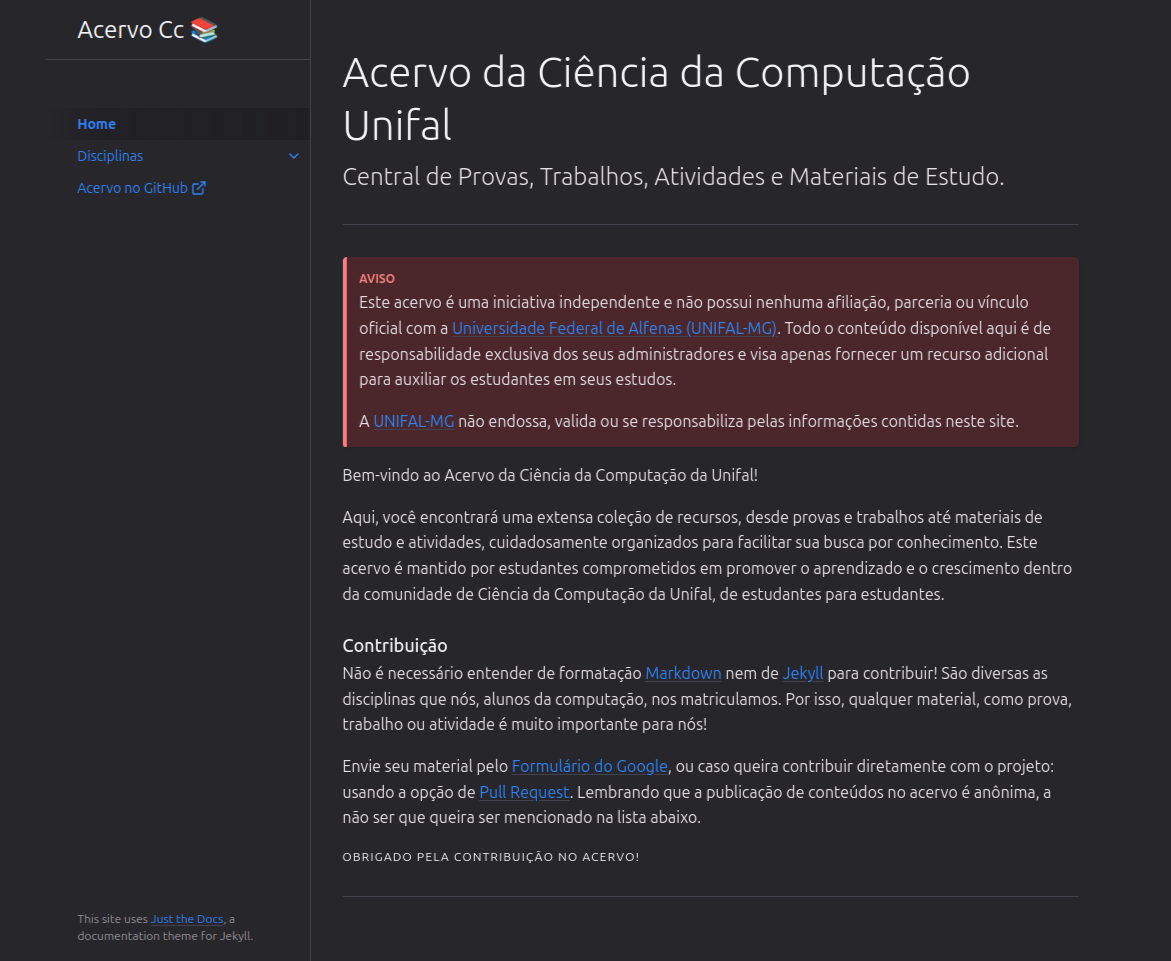 Acervo Cc 📚
Home
Disciplinas
Acervo no GitHub
This site uses Just the Docs, a
documentation theme for Jekyll.
Acervo da Ciência da Computação
Unifal
Central de Provas, Trabalhos, Atividades e Materiais de Estudo.
AVISO
Este acervo é uma iniciativa independente e não possui nenhuma afiliação, parceria ou vínculo
oficial com a Universidade Federal de Alfenas (UNIFAL-MG). Todo o conteúdo disponível aqui é de
responsabilidade exclusiva dos seus administradores e visa apenas fornecer um recurso adicional
para auxiliar os estudantes em seus estudos.
A UNIFAL-MG não endossa, valida ou se responsabiliza pelas informações contidas neste site.
Bem-vindo ao Acervo da Ciência da Computação da Unifal!
Aqui, você encontrará uma extensa coleção de recursos, desde provas e trabalhos até materiais de
estudo e atividades, cuidadosamente organizados para facilitar sua busca por conhecimento. Este
acervo é mantido por estudantes comprometidos em promover o aprendizado e o crescimento dentro
da comunidade de Ciência da Computação da Unifal, de estudantes para estudantes.
Contribuição
Não é necessário entender de formatação Markdown nem de Jekyll para contribuir! São diversas as
disciplinas que nós, alunos da computação, nos matriculamos. Por isso, qualquer material, como prova,
trabalho ou atividade é muito importante para nós!
Envie seu material pelo Formulário do Google, ou caso queira contribuir diretamente com o projeto:
usando a opção de Pull Request. Lembrando que a publicação de conteúdos no acervo é anônima, a
não ser que queira ser mencionado na lista abaixo.
OBRIGADO PELA CONTRIBUIÇÃO NO ACERVO!